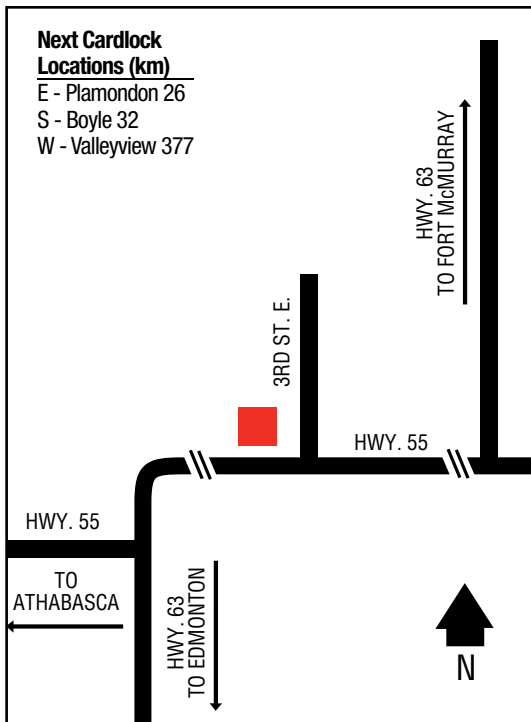 Next Cardlock
Locations (km)
E - Plamondon 26
S - Boyle 32
W - Valleyview 377
HWY. 63
TO FORT McMURRAY
3RD ST. E.
HWY. 55
HWY. 55
TO
ATHABASCA
HWY. 63
TO EDMONTON
N